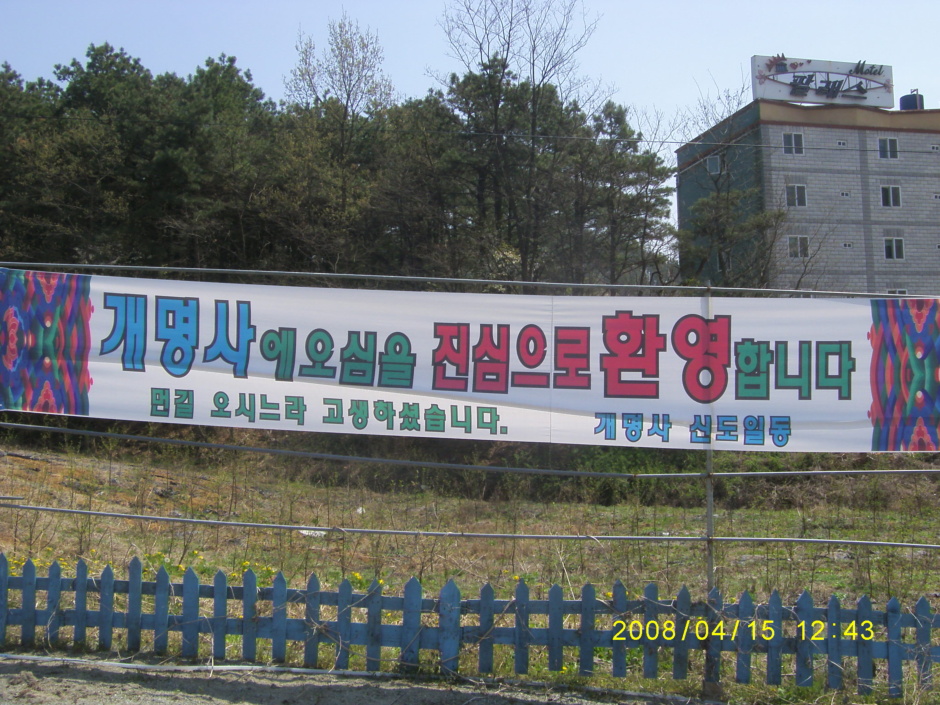 Motel
개명사에 오심을 진심으로 환영합니다
먼길 오시느라 고생하셨습니다.
개명사 신도일동
2008/04/15 12:43